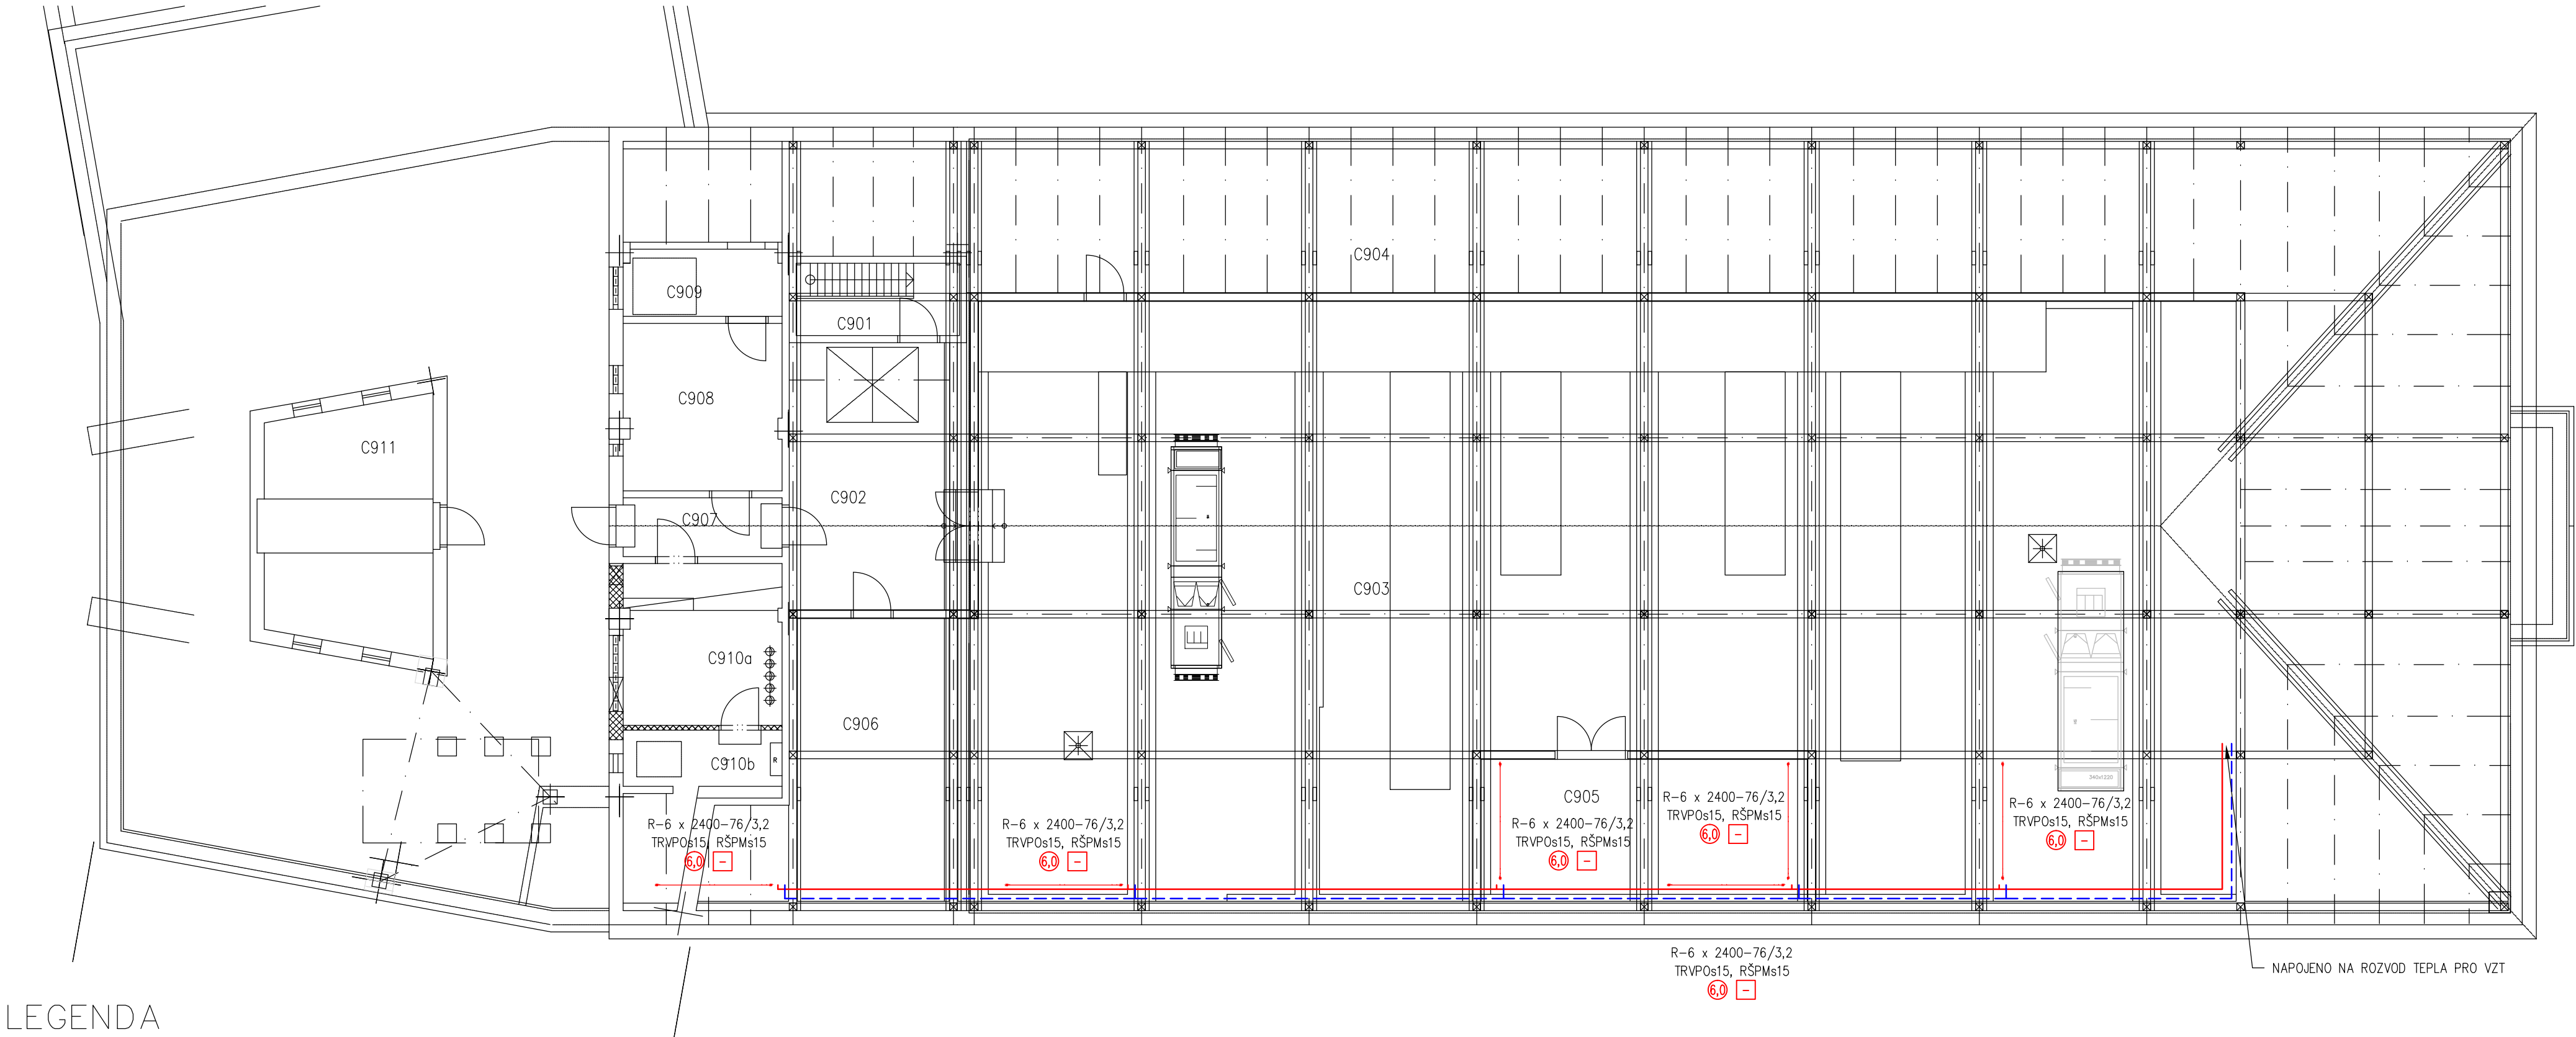 C904
C909
C901
C908
C911
C902
C907
C903
C910a
C906
C910b
R
340x1220
C905
R-6 x 2400-76/3,2
TRVPOs15, RŠPMs15
6,0 -
R-6 x 2400-76/3,2
TRVPOs15, RŠPMs15
6,0 -
R-6 x 2400-76/3,2
TRVPOs15, RŠPMs15
6,0 -
R-6 x 2400-76/3,2
TRVPOs15, RŠPMs15
6,0 -
R-6 x 2400-76/3,2
TRVPOs15, RŠPMs15
6,0 -
R-6 x 2400-76/3,2
TRVPOs15, RŠPMs15
6,0 -
NAPOJENO NA ROZVOD TEPLA PRO VZT
LEGENDA